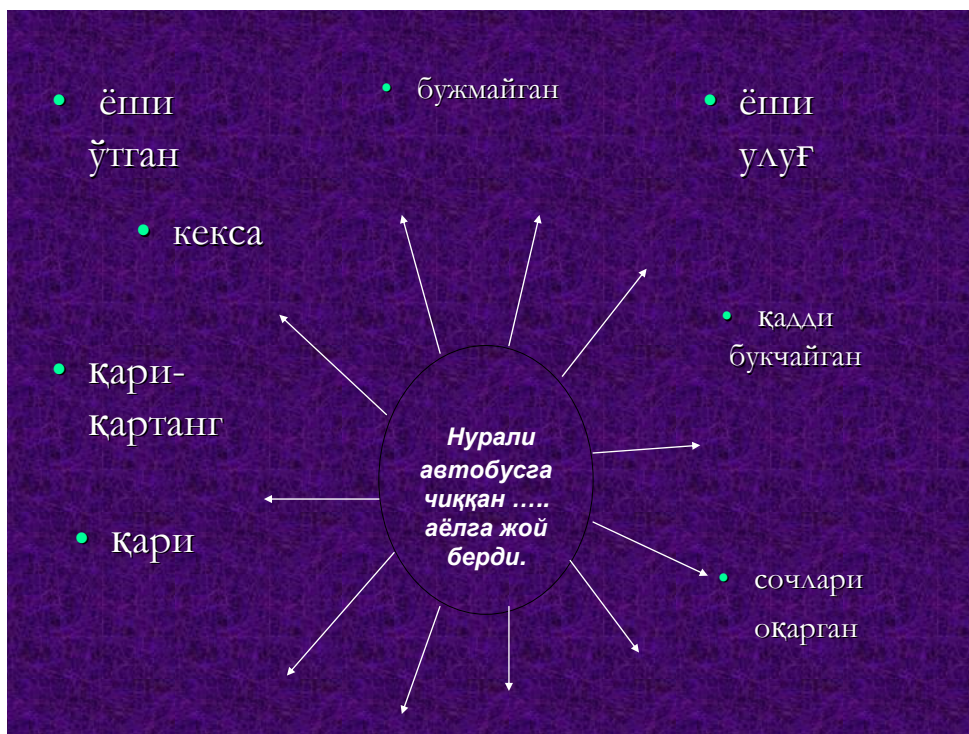 • ёши
ўтган
• бужмайган
• ёши
улуғ
• кекса
• қадди
букчайган
• қари-
қартанг
Нурали
автобусга
чиққан …..
аёлга жой
берди.
• қари
• сочлари
оқарган